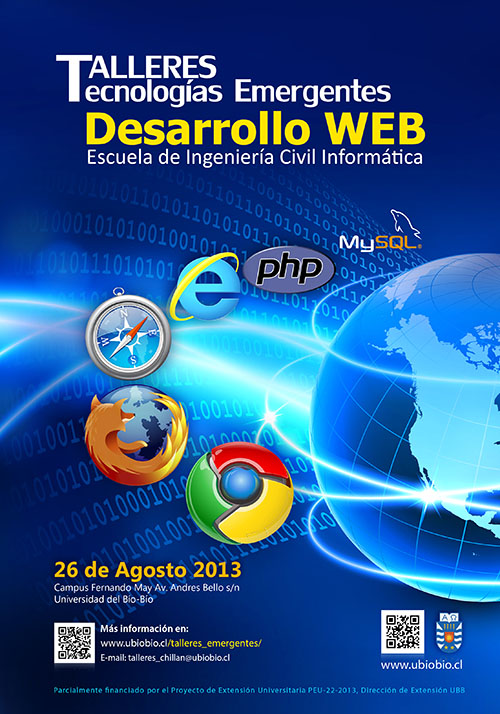 TALLERES
Tecnologías Emergentes
Desarrollo WEB
Escuela de Ingeniería Civil Informática
MySQL®
php
N
E
S
W
26 de Agosto 2013
Campus Fernando May Av. Andres Bello s/n
Universidad del Bío-Bío
Más información en:
www.ubiobio.cl/talleres_emergentes/
E-mail: talleres_chillan@ubiobio.cl
ΑΩ
www.ubiobio.cl
Parcialmente financiado por el Proyecto de Extensión Universitaria PEU-22-2013, Dirección de Extensión UBB